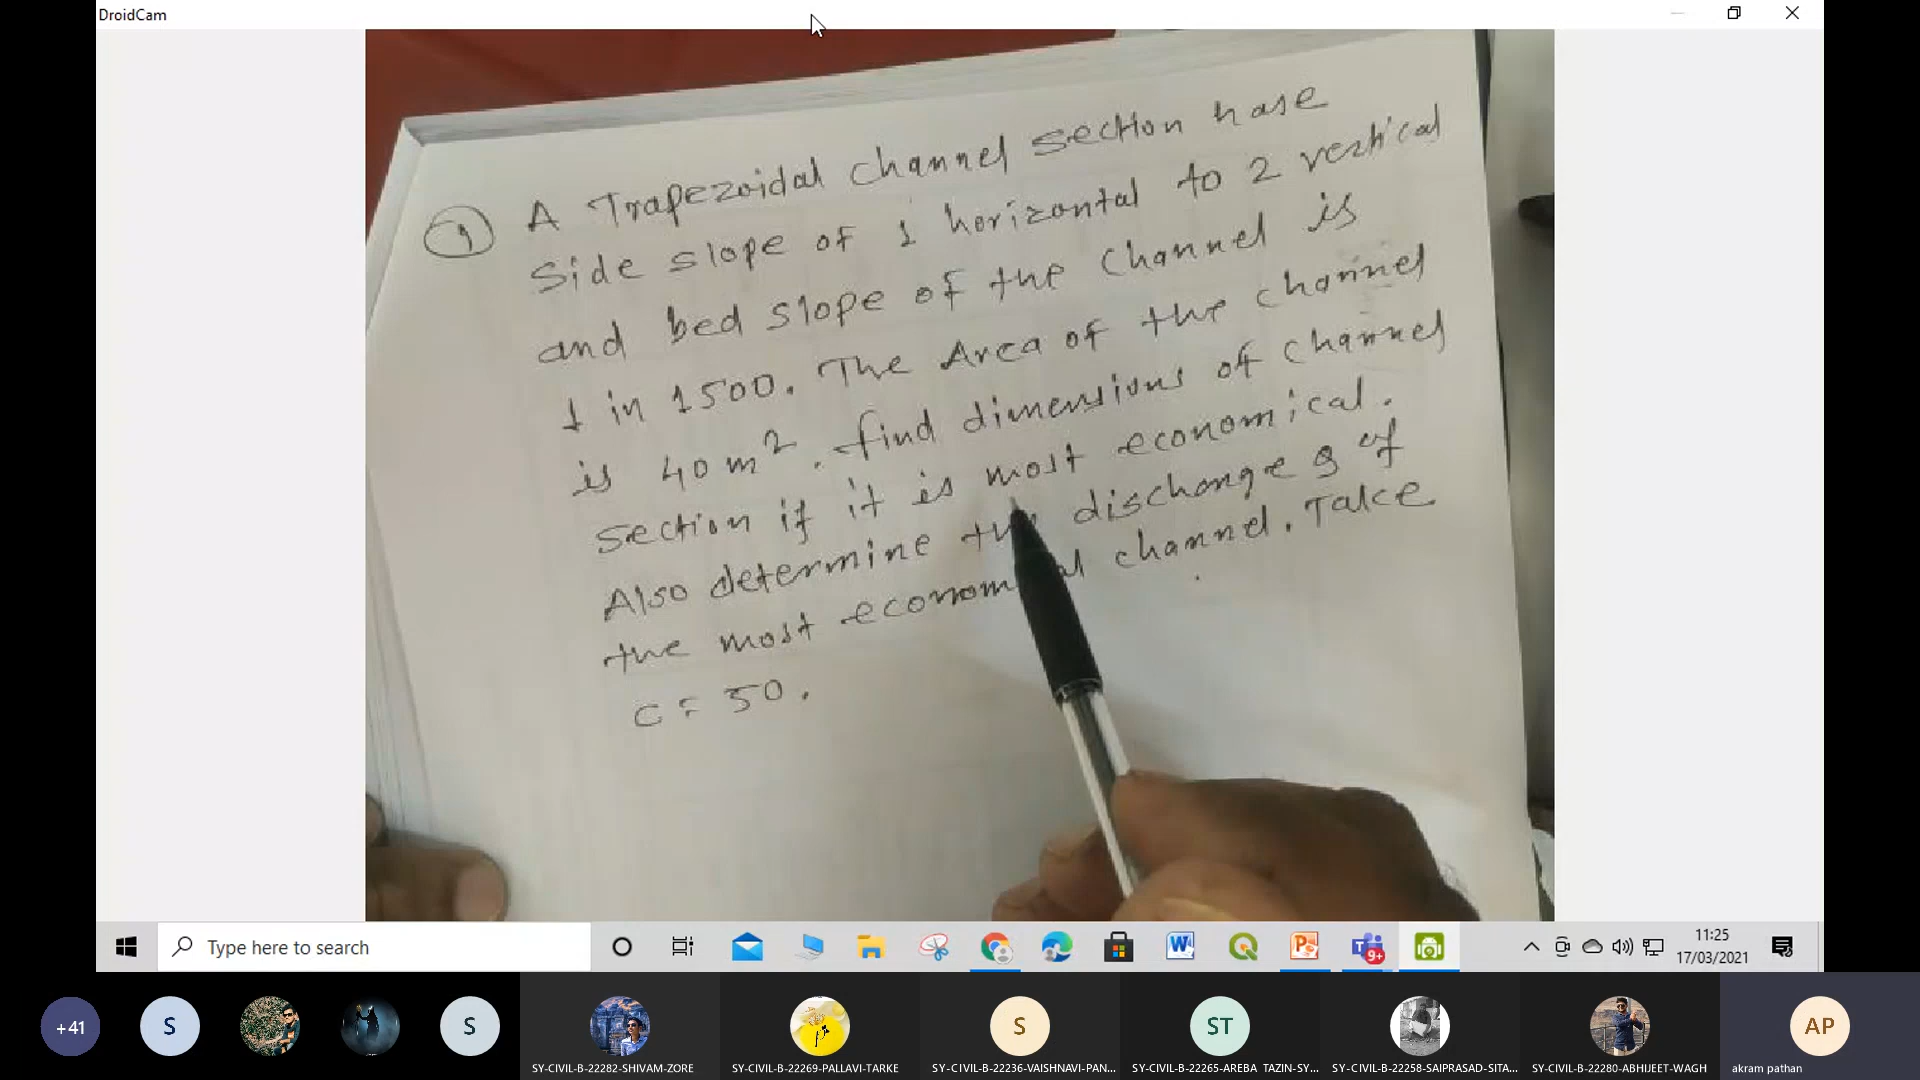 DroidCam
1 A Trapezoidal channel section hase
side slope of 1 horizontal to 2 vertical
and bed slope of the channel is
1 in 1500. The Area of the channel
is 40 m². find dimensions of channel
section if it is most economical.
Also determine the discharge of
the most economical channel. Take
C = 50.
Type here to search
9+
11:25
17/03/2021
+41
S
S
S
ST
AP
SY-CIVIL-B-22282-SHIVAM-ZORE
SY-CIVIL-B-22269-PALLAVI-TARKE
SY-CIVIL-B-22236-VAISHNAVI-PAN...
SY-CIVIL-B-22265-AREBA TAZIN-SY...
SY-CIVIL-B-22258-SAIPRASAD-SITA...
SY-CIVIL-B-22280-ABHIJEET-WAGH
akram pathan